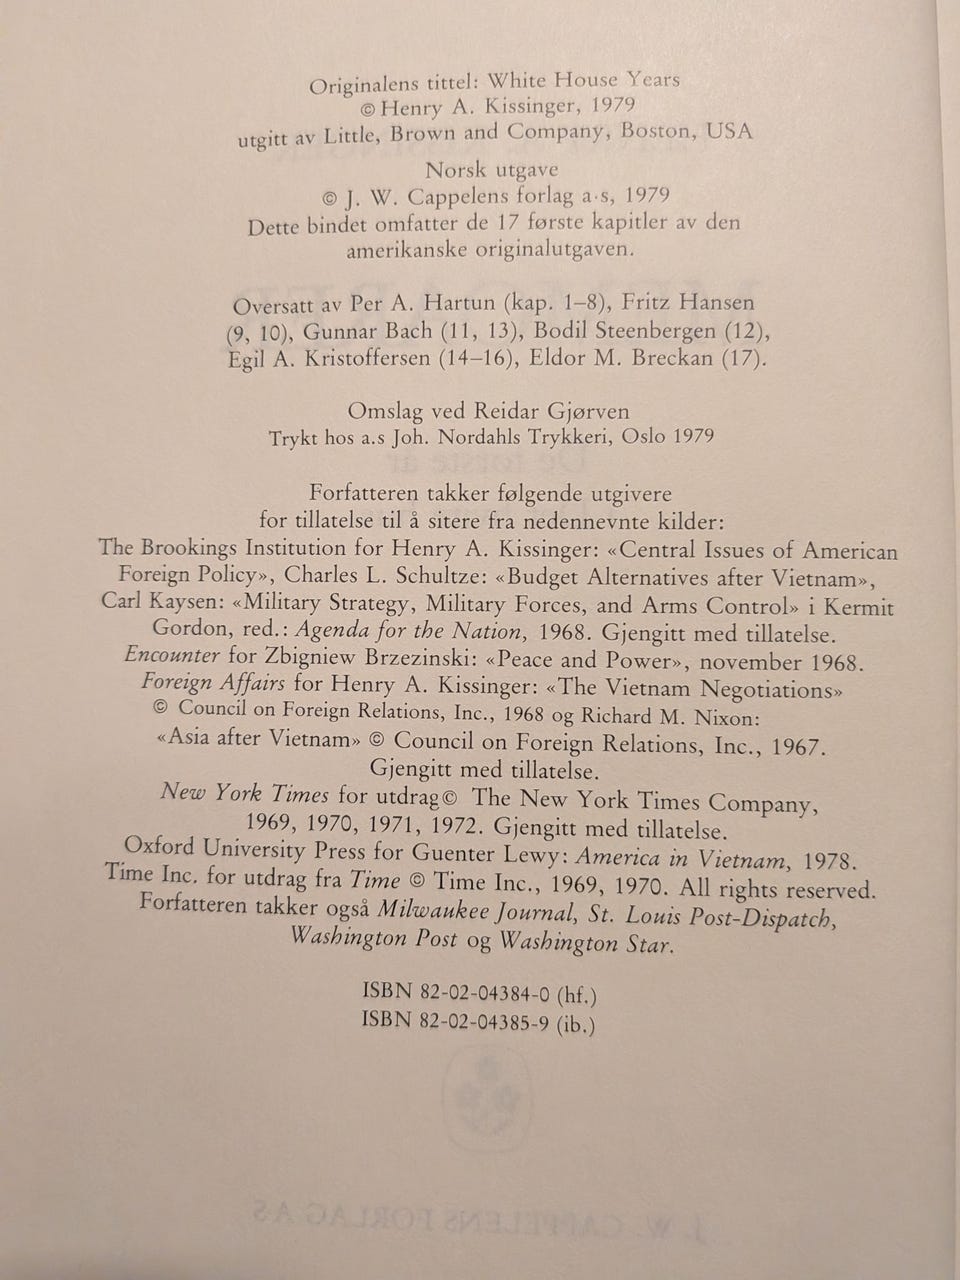 Originalens tittel: White House Years
© Henry A. Kissinger, 1979
utgitt av Little, Brown and Company, Boston, USA
Norsk utgave
© J. W. Cappelens forlag a·s, 1979
Dette bindet omfatter de 17 første kapitler av den
amerikanske originalutgaven.
Oversatt av Per A. Hartun (kap. 1–8), Fritz Hansen
(9, 10), Gunnar Bach (11, 13), Bodil Steenbergen (12),
Egil A. Kristoffersen (14–16), Eldor M. Breckan (17).
Omslag ved Reidar Gjørven
Trykt hos a.s Joh. Nordahls Trykkeri, Oslo 1979
De første år
Forfatteren takker følgende utgivere
for tillatelse til å sitere fra nedennevnte kilder:
The Brookings Institution for Henry A. Kissinger: «Central Issues of American
Foreign Policy», Charles L. Schultze: «Budget Alternatives after Vietnam»,
Carl Kaysen: «Military Strategy, Military Forces, and Arms Control» i Kermit
Gordon, red.: Agenda for the Nation, 1968. Gjengitt med tillatelse.
Encounter for Zbigniew Brzezinski: «Peace and Power», november 1968.
Foreign Affairs for Henry A. Kissinger: «The Vietnam Negotiations»
© Council on Foreign Relations, Inc., 1968 og Richard M. Nixon:
«Asia after Vietnam» © Council on Foreign Relations, Inc., 1967.
Gjengitt med tillatelse.
New York Times for utdrag© The New York Times Company,
1969, 1970, 1971, 1972. Gjengitt med tillatelse.
Oxford University Press for Guenter Lewy: America in Vietnam, 1978.
Time Inc. for utdrag fra Time © Time Inc., 1969, 1970. All rights reserved.
Forfatteren takker også Milwaukee Journal, St. Louis Post-Dispatch,
Washington Post og Washington Star.
ISBN 82-02-04384-0 (hf.)
ISBN 82-02-04385-9 (ib.)
J. W. CAPPELENS FORLAG A·S